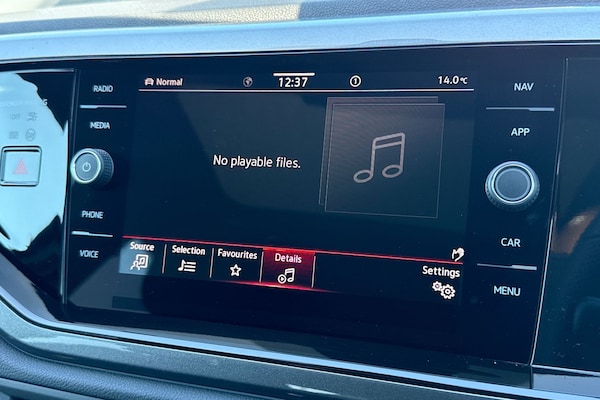 RADIO
MEDIA
PHONE
VOICE
Normal
12:37
1
14.0°C
No playable files.
Source
Selection
Favourites
Details
Settings
NAV
APP
CAR
MENU